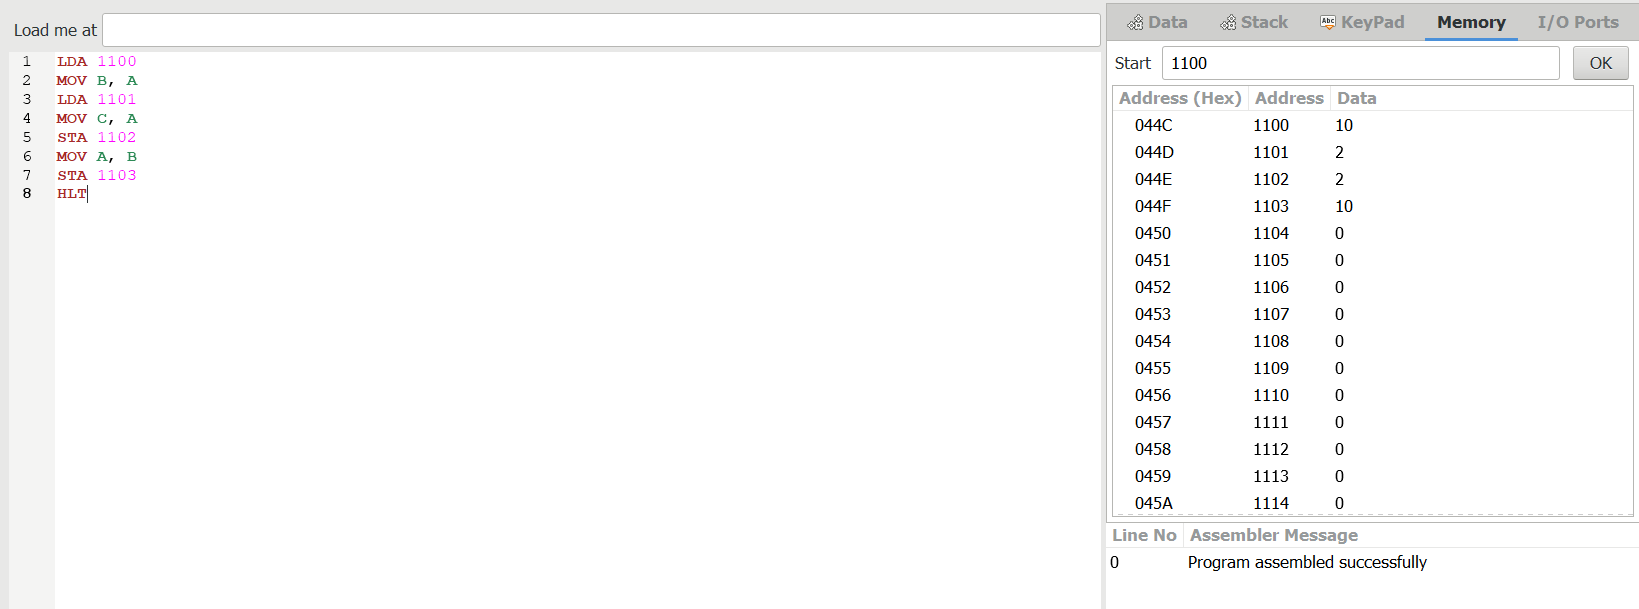 Load me at
1 LDA 1100
2 MOV B, A
3 LDA 1101
4 MOV C, A
5 STA 1102
6 MOV A, B
7 STA 1103
8 HLT
Data Stack Abc KeyPad Memory I/O Ports
Start 1100 OK
Address (Hex) Address Data
044C 1100 10
044D 1101 2
044E 1102 2
044F 1103 10
0450 1104 0
0451 1105 0
0452 1106 0
0453 1107 0
0454 1108 0
0455 1109 0
0456 1110 0
0457 1111 0
0458 1112 0
0459 1113 0
045A 1114 0
Line No Assembler Message
0 Program assembled successfully